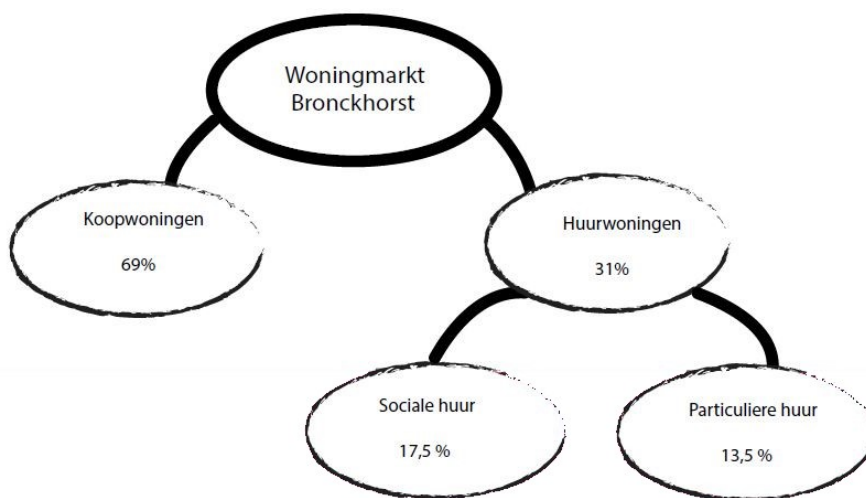 Woningmarkt
Bronckhorst
Koopwoningen
69%
Huurwoningen
31%
Sociale huur
17,5 %
Particuliere huur
13,5 %